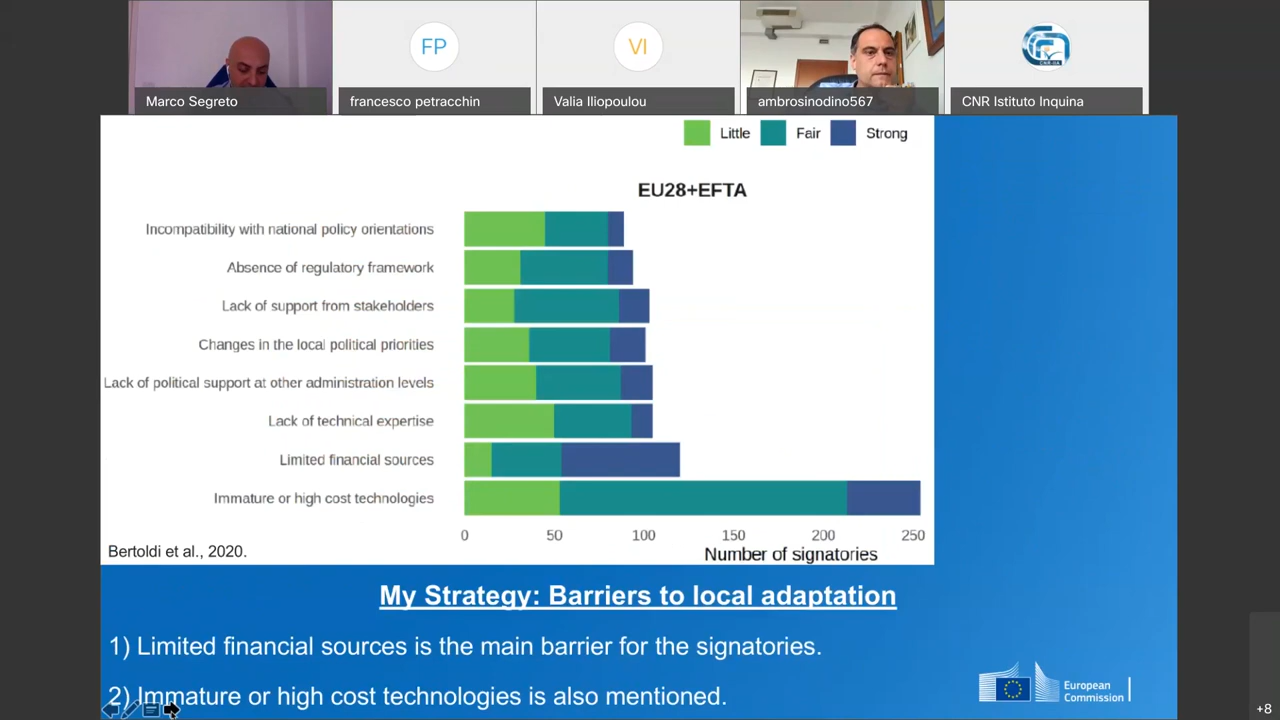 FP
VI
CNR-IIA
Marco Segreto
francesco petracchin
Valia Iliopoulou
ambrosinodino567
CNR Istituto Inquina
Little
Fair
Strong
EU28+EFTA
Incompatibility with national policy orientations
Absence of regulatory framework
Lack of support from stakeholders
Changes in the local political priorities
Lack of political support at other administration levels
Lack of technical expertise
Limited financial sources
Immature or high cost technologies
0 50 100 150 200 250
Number of signatories
Bertoldi et al., 2020.
My Strategy: Barriers to local adaptation
1) Limited financial sources is the main barrier for the signatories.
2) Immature or high cost technologies is also mentioned.
European
Commission
+8